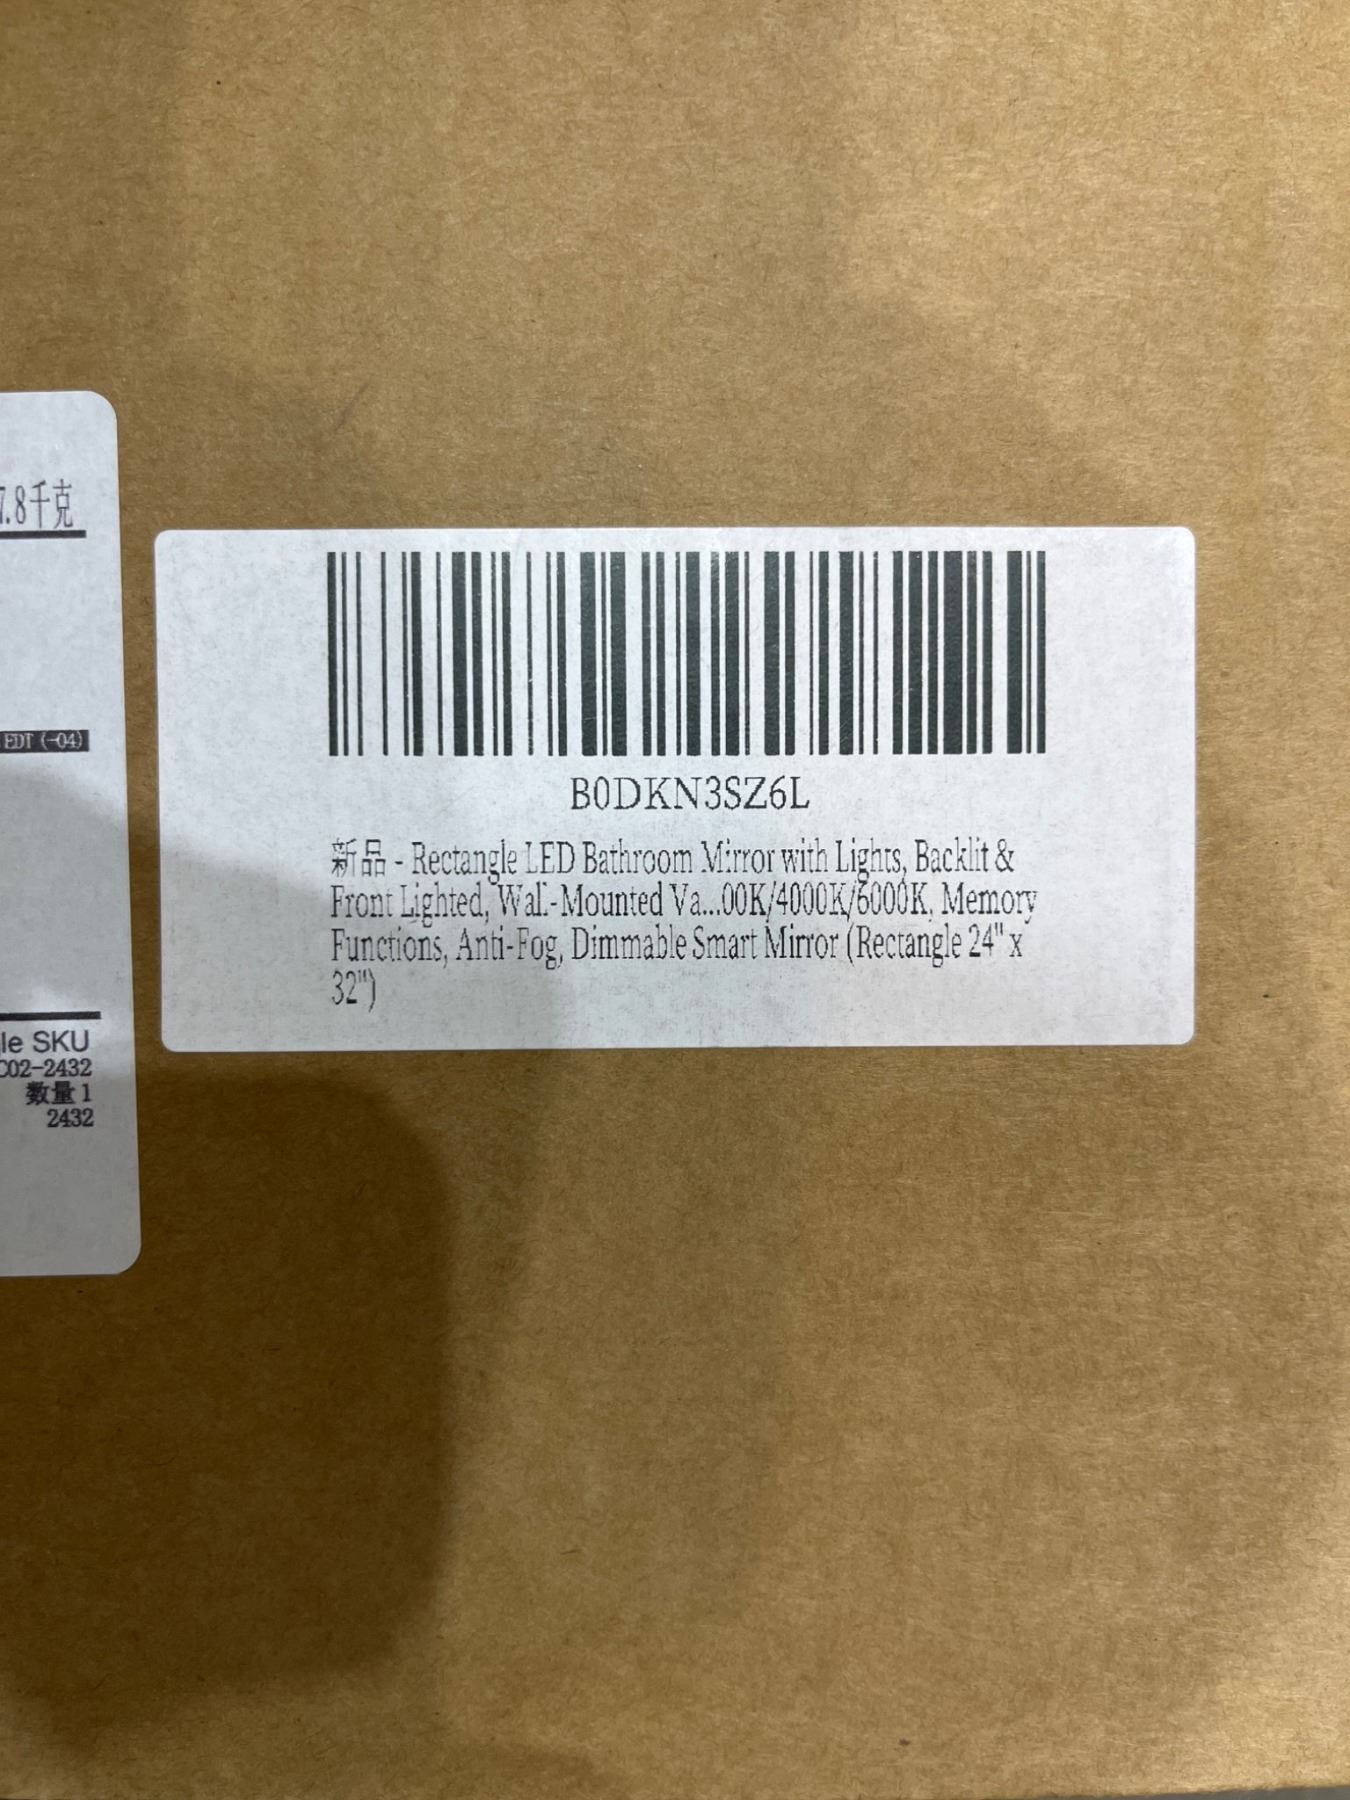 7.8千克
EDT (-04)
le SKU
C02-2432
数量 1
2432
B0DKN3SZ6L
新品 - Rectangle LED Bathroom Mirror with Lights, Backlit &
Front Lighted, Wall-Mounted Va...00K/4000K/6000K, Memory
Functions, Anti-Fog, Dimmable Smart Mirror (Rectangle 24" x
32")